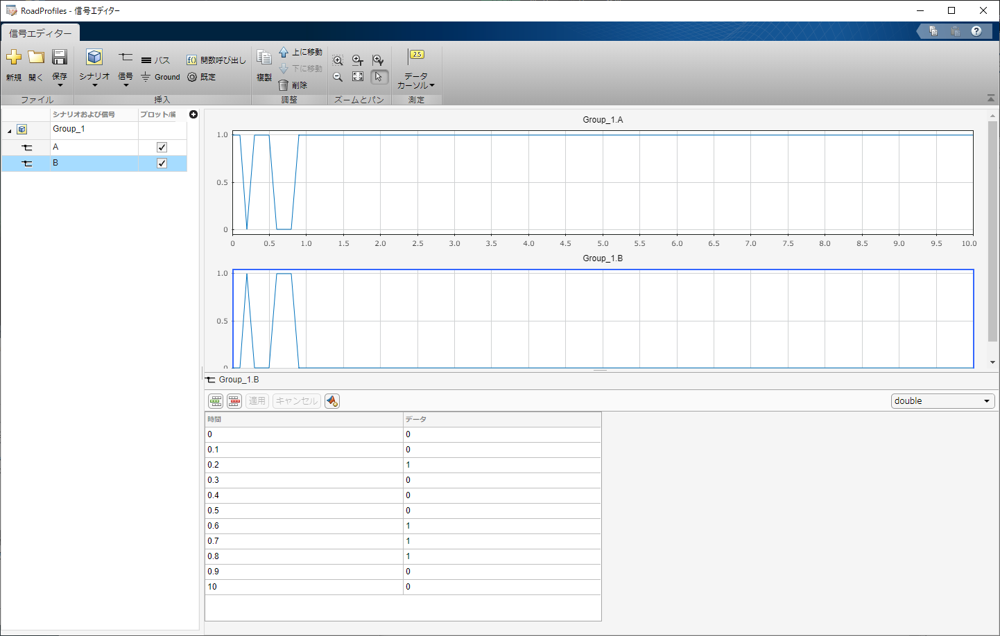 RoadProfiles - 信号エディター
信号エディター
新規
開く
保存
シナリオ
信号
バス
Ground
関数呼び出し
既定
複製
上に移動
下に移動
削除
2.5
データ
カーソル
ファイル
挿入
調整
ズームとパン
測定
シナリオおよび信号
プロット/編
Group_1
A
B
Group_1.A
1.0
0.5
0
0 0.5 1.0 1.5 2.0 2.5 3.0 3.5 4.0 4.5 5.0 5.5 6.0 6.5 7.0 7.5 8.0 8.5 9.0 9.5 10.0
Group_1.B
1.0
0.5
0
Group_1.B
適用
キャンセル
double
時間 データ
0 0
0.1 0
0.2 1
0.3 0
0.4 0
0.5 0
0.6 1
0.7 1
0.8 1
0.9 0
10 0